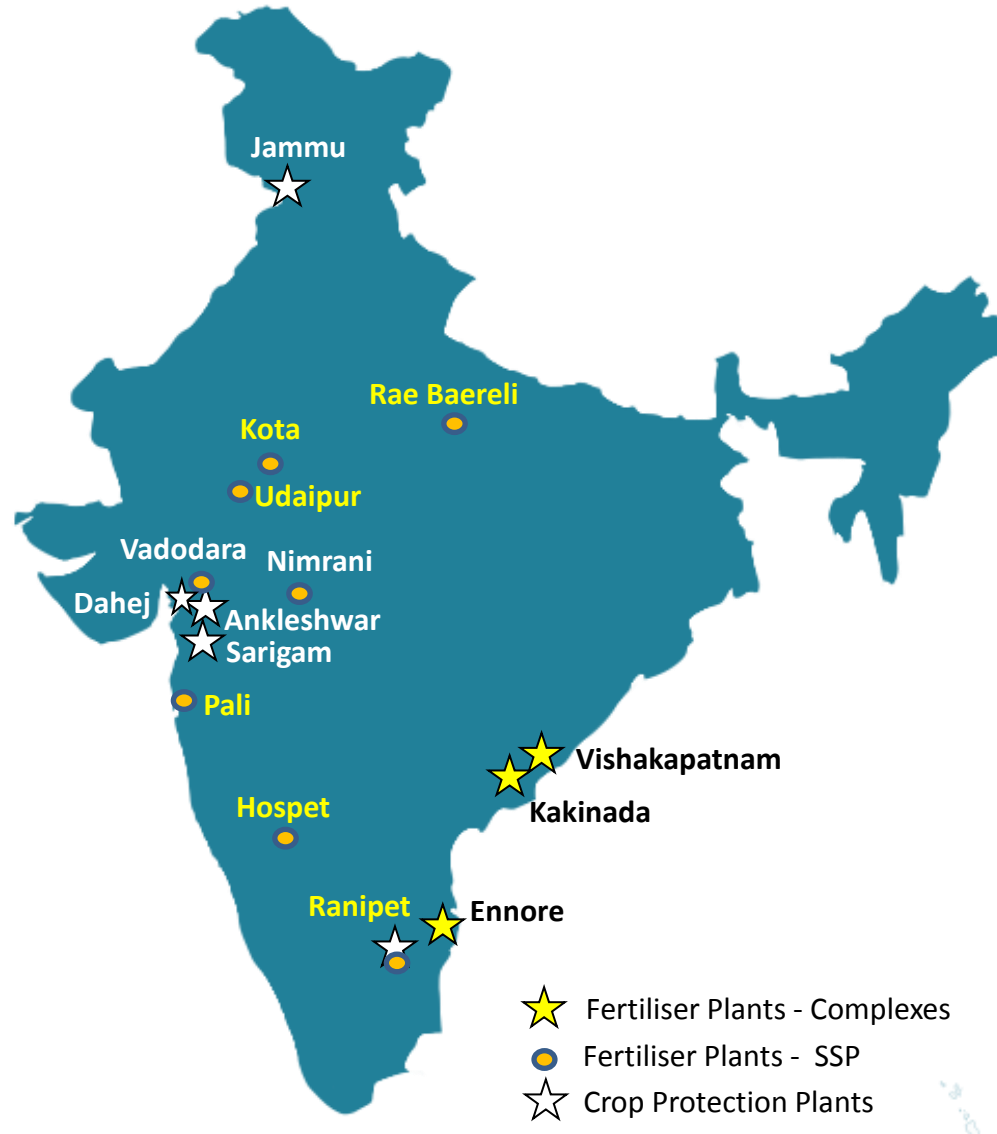 Jammu
Rae Baereli
Kota
Udaipur
Vadodara
Nimrani
Dahej
Ankleshwar
Sarigam
Pali
Vishakapatnam
Kakinada
Hospet
Ranipet
Ennore
Fertiliser Plants - Complexes
Fertiliser Plants - SSP
Crop Protection Plants